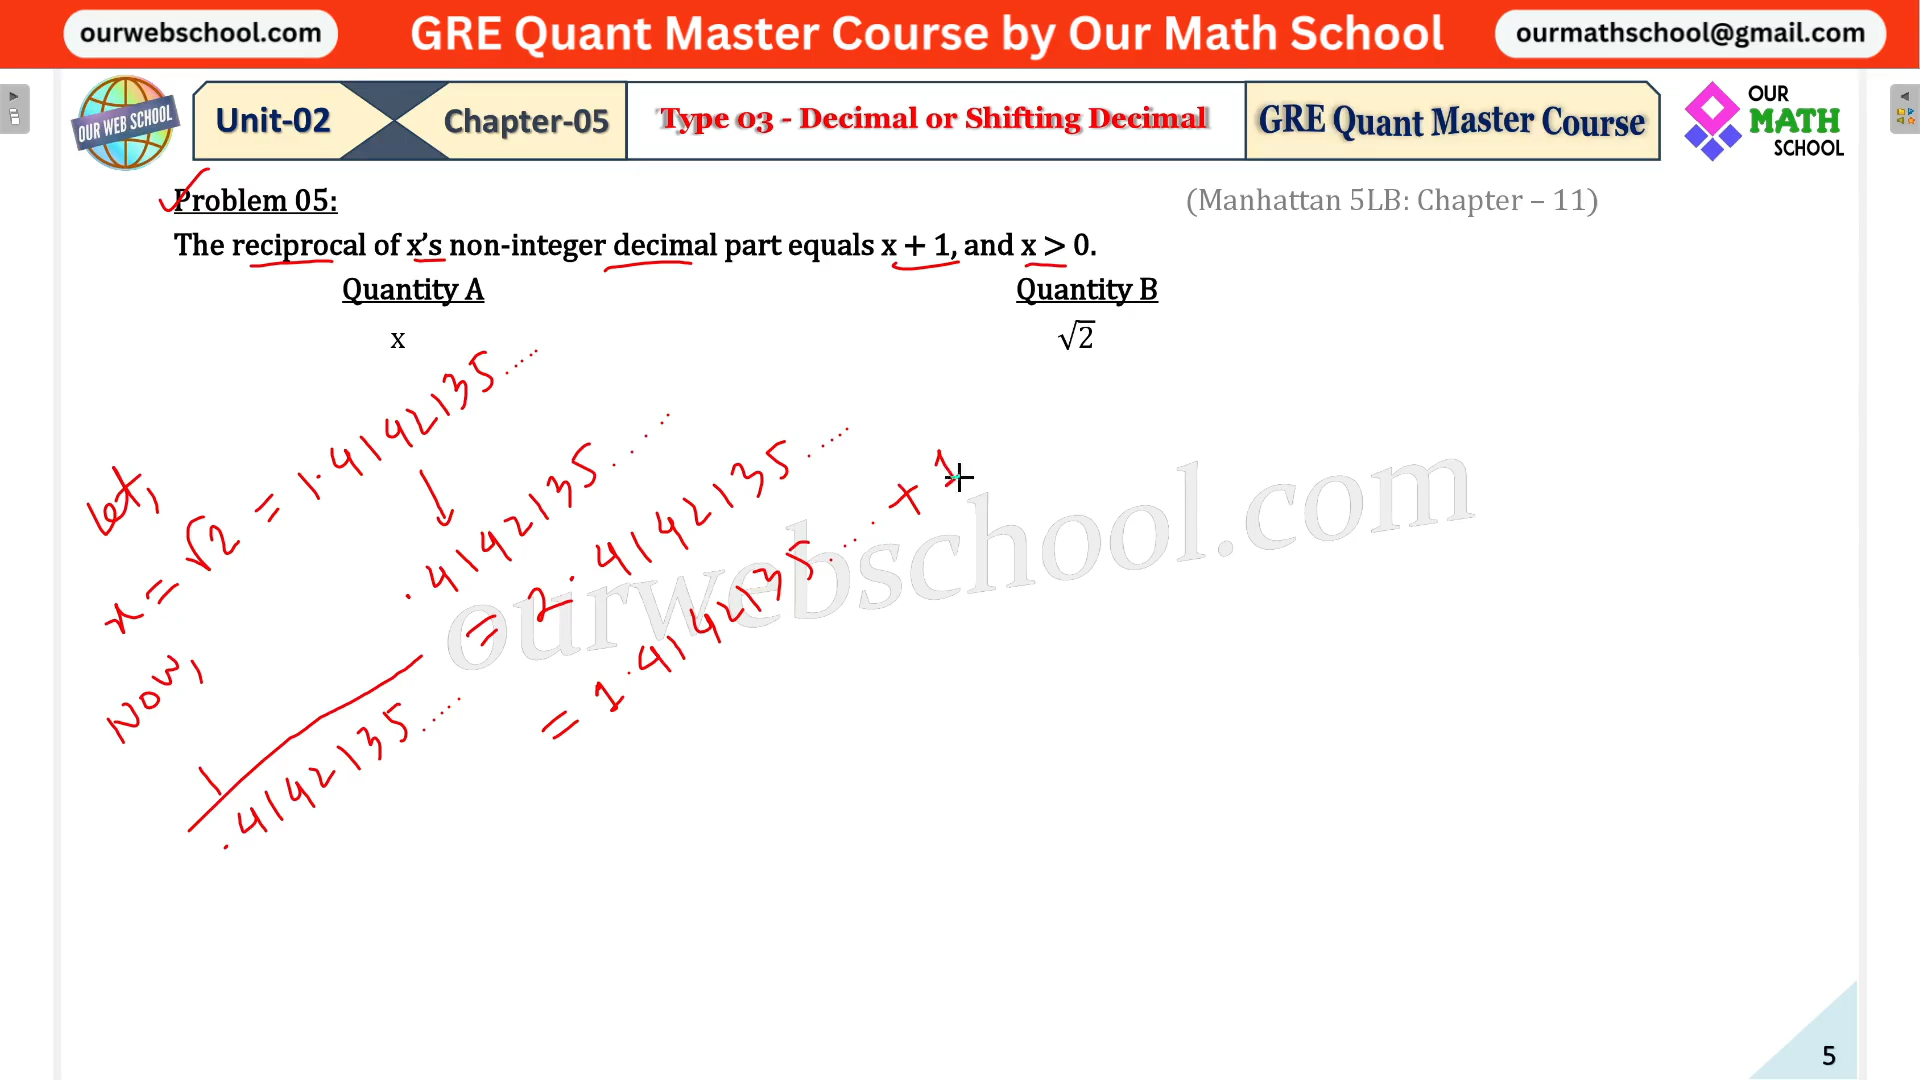 ourwebschool.com
GRE Quant Master Course by Our Math School
ourmathschool@gmail.com
OUR WEB SCHOOL
Unit-02
Chapter-05
Type 03 - Decimal or Shifting Decimal
GRE Quant Master Course
OUR
MATH
SCHOOL
Problem 05:
(Manhattan 5LB: Chapter – 11)
The reciprocal of x’s non-integer decimal part equals x + 1, and x > 0.
Quantity A
Quantity B
x
√2
Let,
x = √2 = 1.4142135.....
.4142135.....
Now,
1/.4142135..... = 2.4142135.....
= 1.4142135..... + 1
ourwebschool.com
5